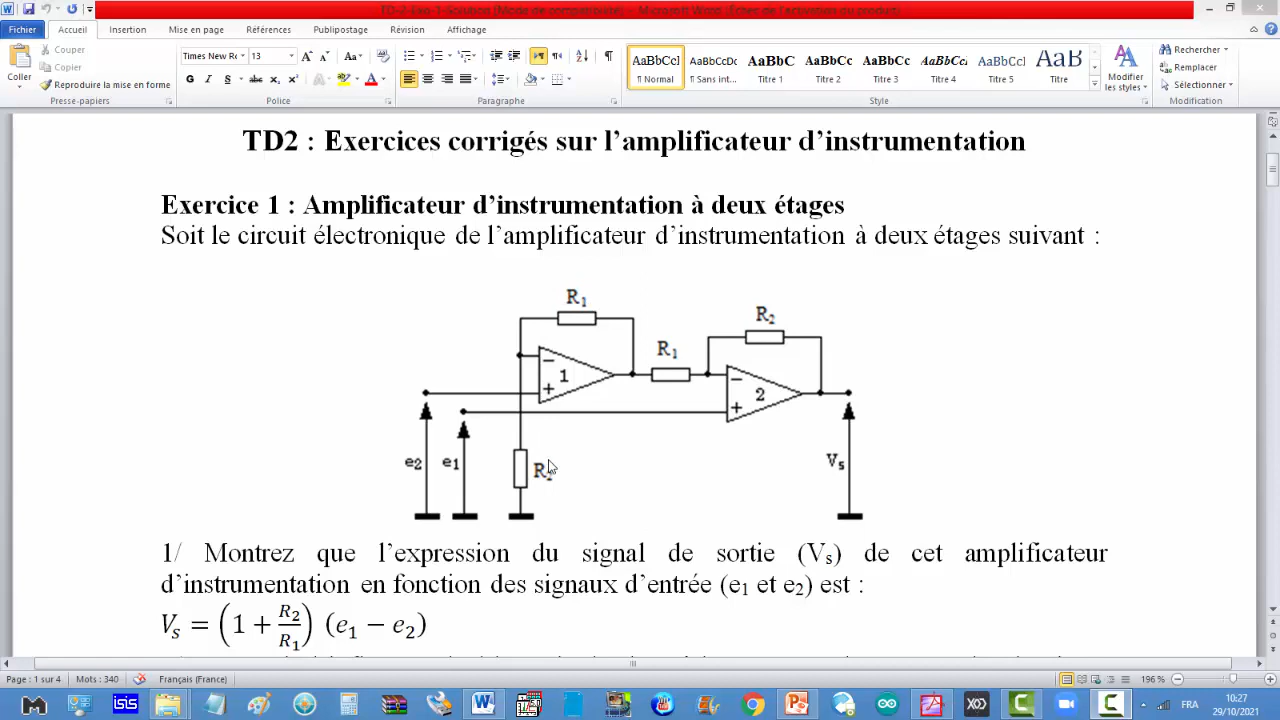 Fichier Accueil Insertion Mise en page Références Publipostage Révision Affichage
Coller
Couper
Copier
Reproduire la mise en forme
Presse-papiers
Times New Ro 13
Police
Paragraphe
AaBbCcI AaBbCcDc AaBbC AaBbCc AaBbCc AaBbCc AaBbCcI AaB
¶ Normal ¶ Sans int... Titre 1 Titre 2 Titre 3 Titre 4 Titre 5 Titre
Style
Modifier les styles
Rechercher
Remplacer
Sélectionner
Modification
TD2 : Exercices corrigés sur l'amplificateur d'instrumentation
Exercice 1 : Amplificateur d'instrumentation à deux étages
Soit le circuit électronique de l'amplificateur d'instrumentation à deux étages suivant :
R1
R2
R1
− 1 +
− 2 +
e2 e1
Vs
1/ Montrez que l'expression du signal de sortie (Vs) de cet amplificateur
d'instrumentation en fonction des signaux d'entrée (e1 et e2) est :
Vs = (1 + R2/R1) (e1 − e2)
Page : 1 sur 4 Mots : 340 Français (France) 196 %
isis
FRA
10:27
29/10/2021